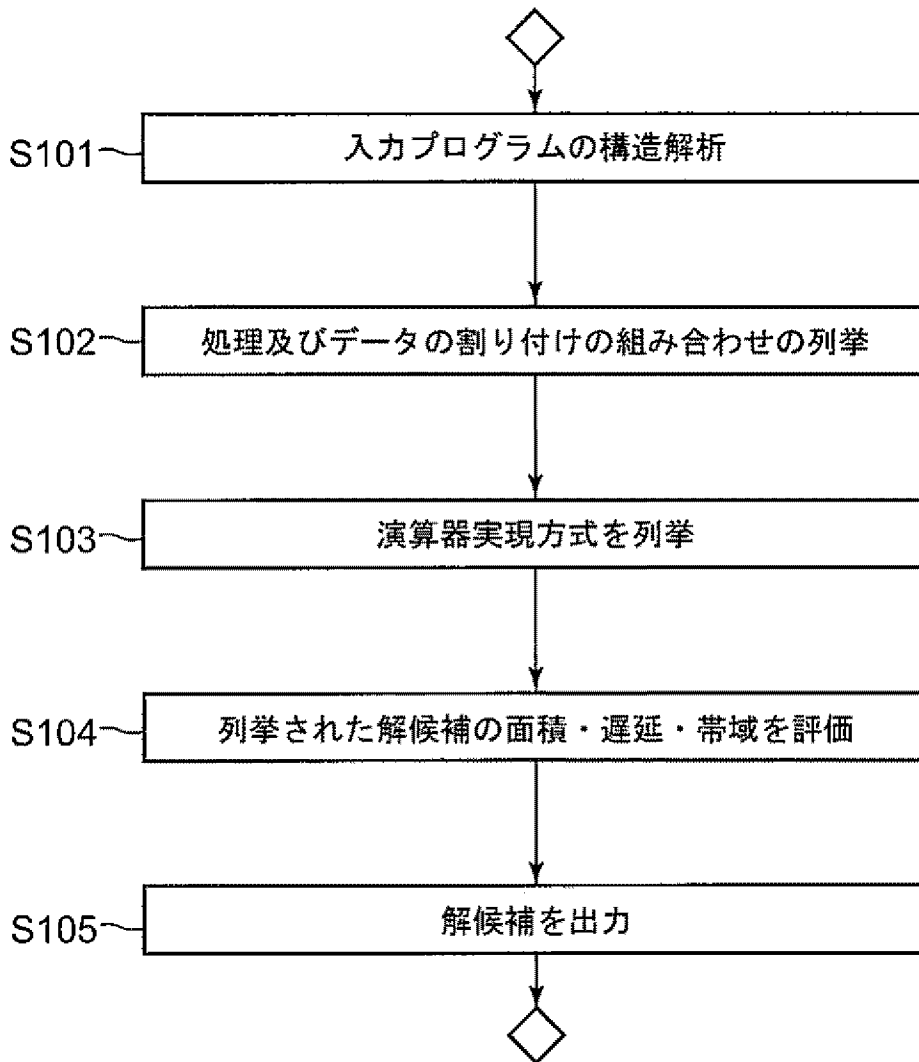 S101
入力プログラムの構造解析
S102
処理及びデータの割り付けの組み合わせの列挙
S103
演算器実現方式を列挙
S104
列挙された解候補の面積・遅延・帯域を評価
S105
解候補を出力